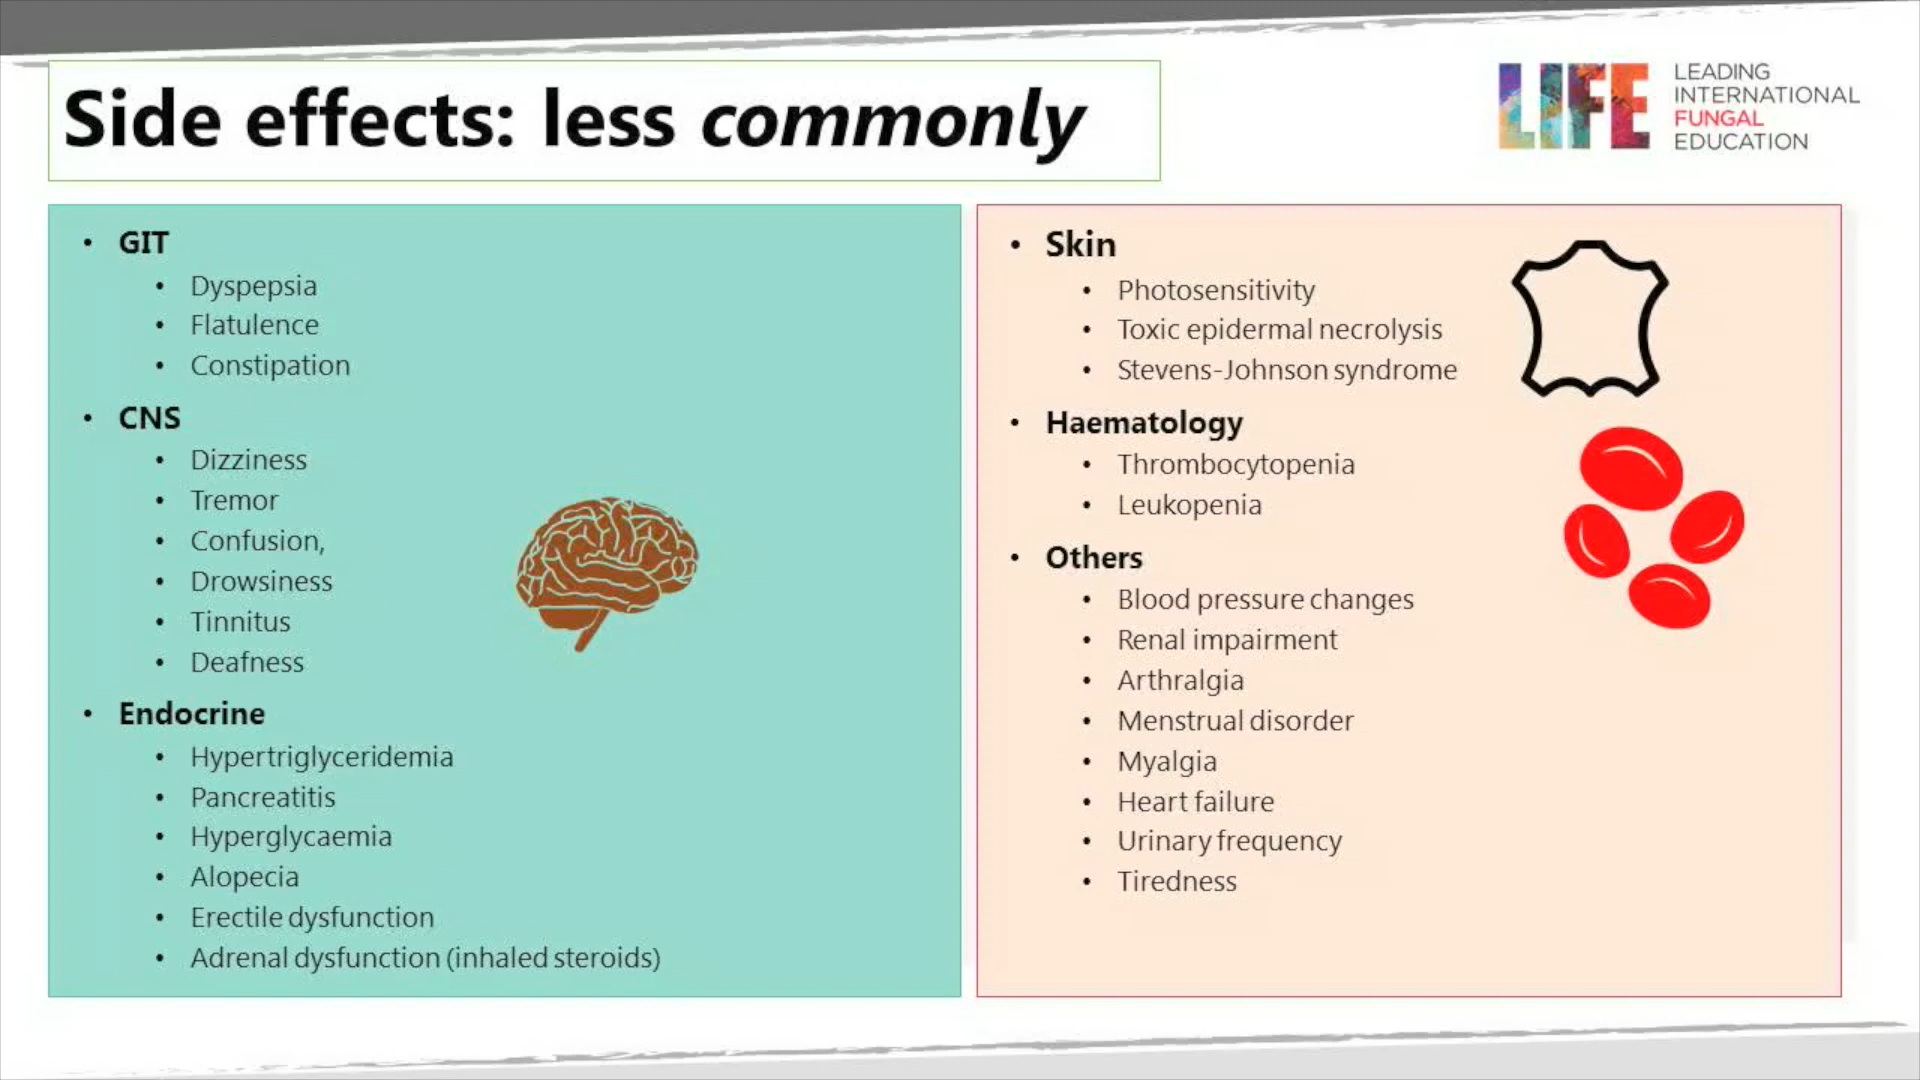 Side effects: less commonly
LIFE
LEADING
INTERNATIONAL
FUNGAL
EDUCATION
• GIT
• Dyspepsia
• Flatulence
• Constipation
• CNS
• Dizziness
• Tremor
• Confusion,
• Drowsiness
• Tinnitus
• Deafness
• Endocrine
• Hypertriglyceridemia
• Pancreatitis
• Hyperglycaemia
• Alopecia
• Erectile dysfunction
• Adrenal dysfunction (inhaled steroids)
• Skin
• Photosensitivity
• Toxic epidermal necrolysis
• Stevens-Johnson syndrome
• Haematology
• Thrombocytopenia
• Leukopenia
• Others
• Blood pressure changes
• Renal impairment
• Arthralgia
• Menstrual disorder
• Myalgia
• Heart failure
• Urinary frequency
• Tiredness